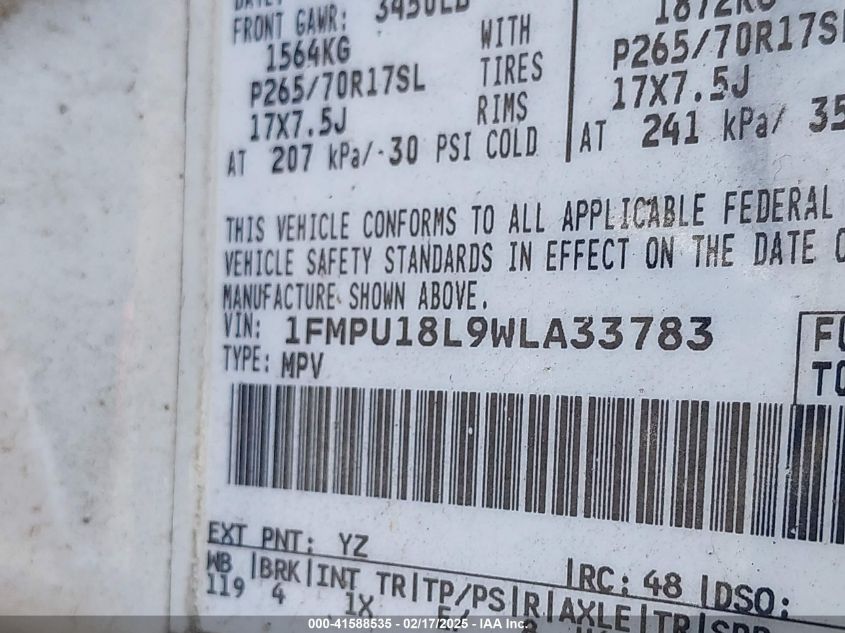 FRONT GAWR: 3450LB
1564KG WITH 1872KG
P265/70R17SL TIRES P265/70R17SL
17X7.5J RIMS 17X7.5J
AT 207 kPa/ 30 PSI COLD AT 241 kPa/ 35
THIS VEHICLE CONFORMS TO ALL APPLICABLE FEDERAL
VEHICLE SAFETY STANDARDS IN EFFECT ON THE DATE
MANUFACTURE SHOWN ABOVE.
VIN: 1FMPU18L9WLA33783
TYPE: MPV
EXT PNT: YZ RC: 48 DSO:
WB BRK INT TR TP/PS R AXLE TR
119 4 1X
000-41588535 - 02/17/2025 - IAA Inc.